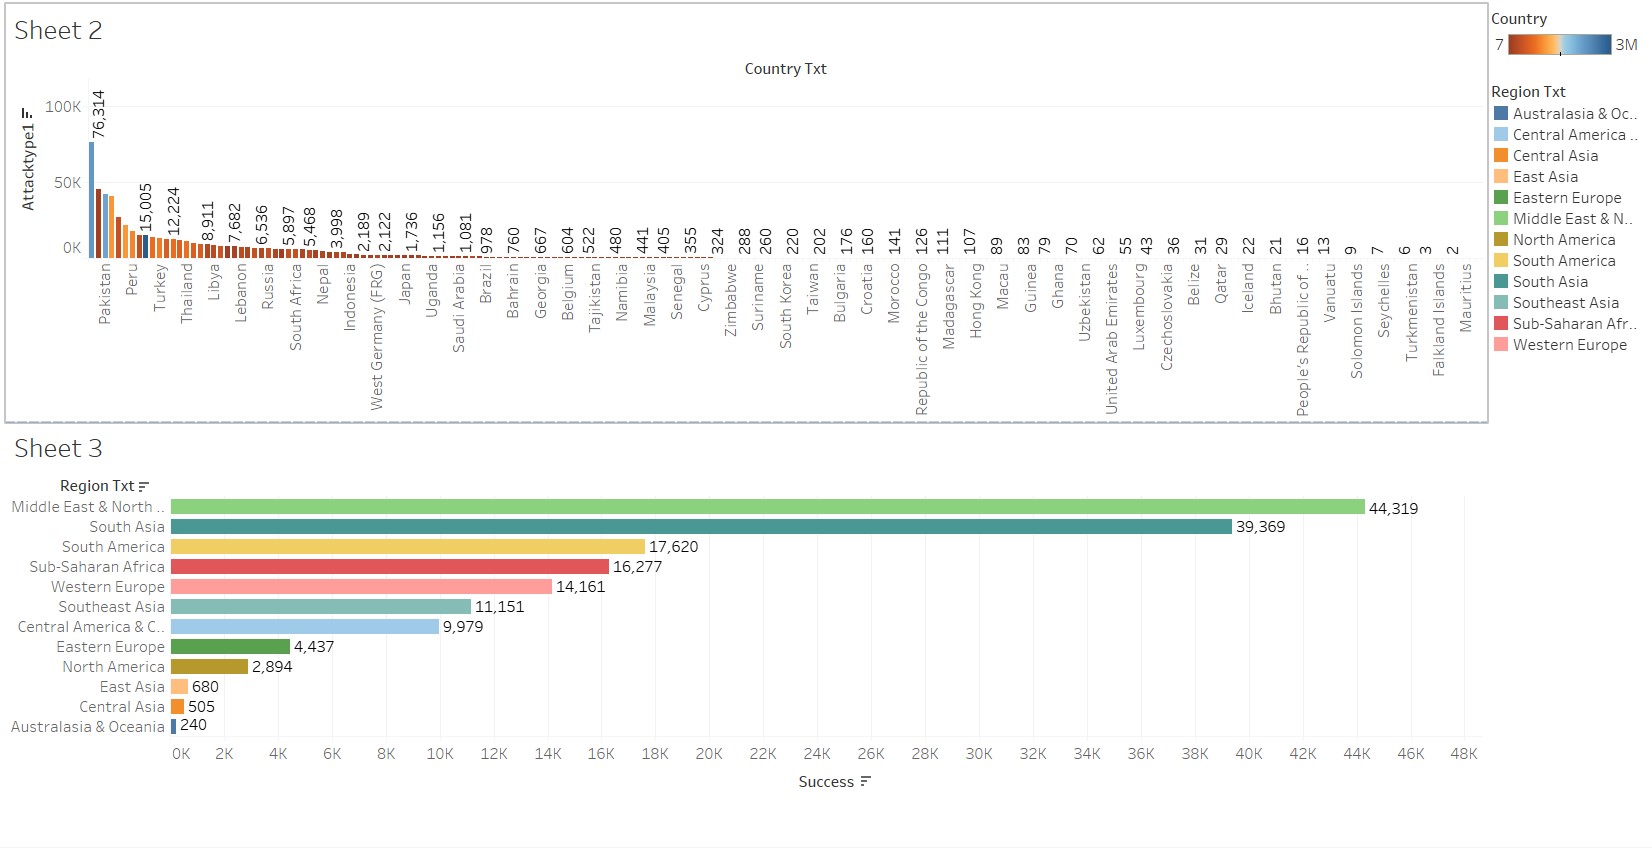 Sheet 2
Country Txt
Attacktype1
100K
50K
0K
76,314
15,005
12,224
8,911
7,682
6,536
5,897
5,468
3,998
2,189
2,122
1,736
1,156
1,081
978
760
667
604
522
480
441
405
355
324
288
260
220
202
176
160
141
126
111
107
89
83
79
70
62
55
43
36
31
29
22
21
16
13
9
7
6
3
2
Pakistan
Peru
Turkey
Thailand
Libya
Lebanon
Russia
South Africa
Nepal
Indonesia
West Germany (FRG)
Japan
Uganda
Saudi Arabia
Brazil
Bahrain
Georgia
Belgium
Tajikistan
Namibia
Malaysia
Senegal
Cyprus
Zimbabwe
Suriname
South Korea
Taiwan
Bulgaria
Croatia
Morocco
Republic of the Congo
Madagascar
Hong Kong
Macau
Guinea
Ghana
Uzbekistan
United Arab Emirates
Luxembourg
Czechoslovakia
Belize
Qatar
Iceland
Bhutan
People's Republic of ..
Vanuatu
Solomon Islands
Seychelles
Turkmenistan
Falkland Islands
Mauritius
Country
7 3M
Region Txt
Australasia & Oc..
Central America ..
Central Asia
East Asia
Eastern Europe
Middle East & N..
North America
South America
South Asia
Southeast Asia
Sub-Saharan Afr..
Western Europe
Sheet 3
Region Txt
Middle East & North .. 44,319
South Asia 39,369
South America 17,620
Sub-Saharan Africa 16,277
Western Europe 14,161
Southeast Asia 11,151
Central America & C.. 9,979
Eastern Europe 4,437
North America 2,894
East Asia 680
Central Asia 505
Australasia & Oceania 240
0K 2K 4K 6K 8K 10K 12K 14K 16K 18K 20K 22K 24K 26K 28K 30K 32K 34K 36K 38K 40K 42K 44K 46K 48K
Success